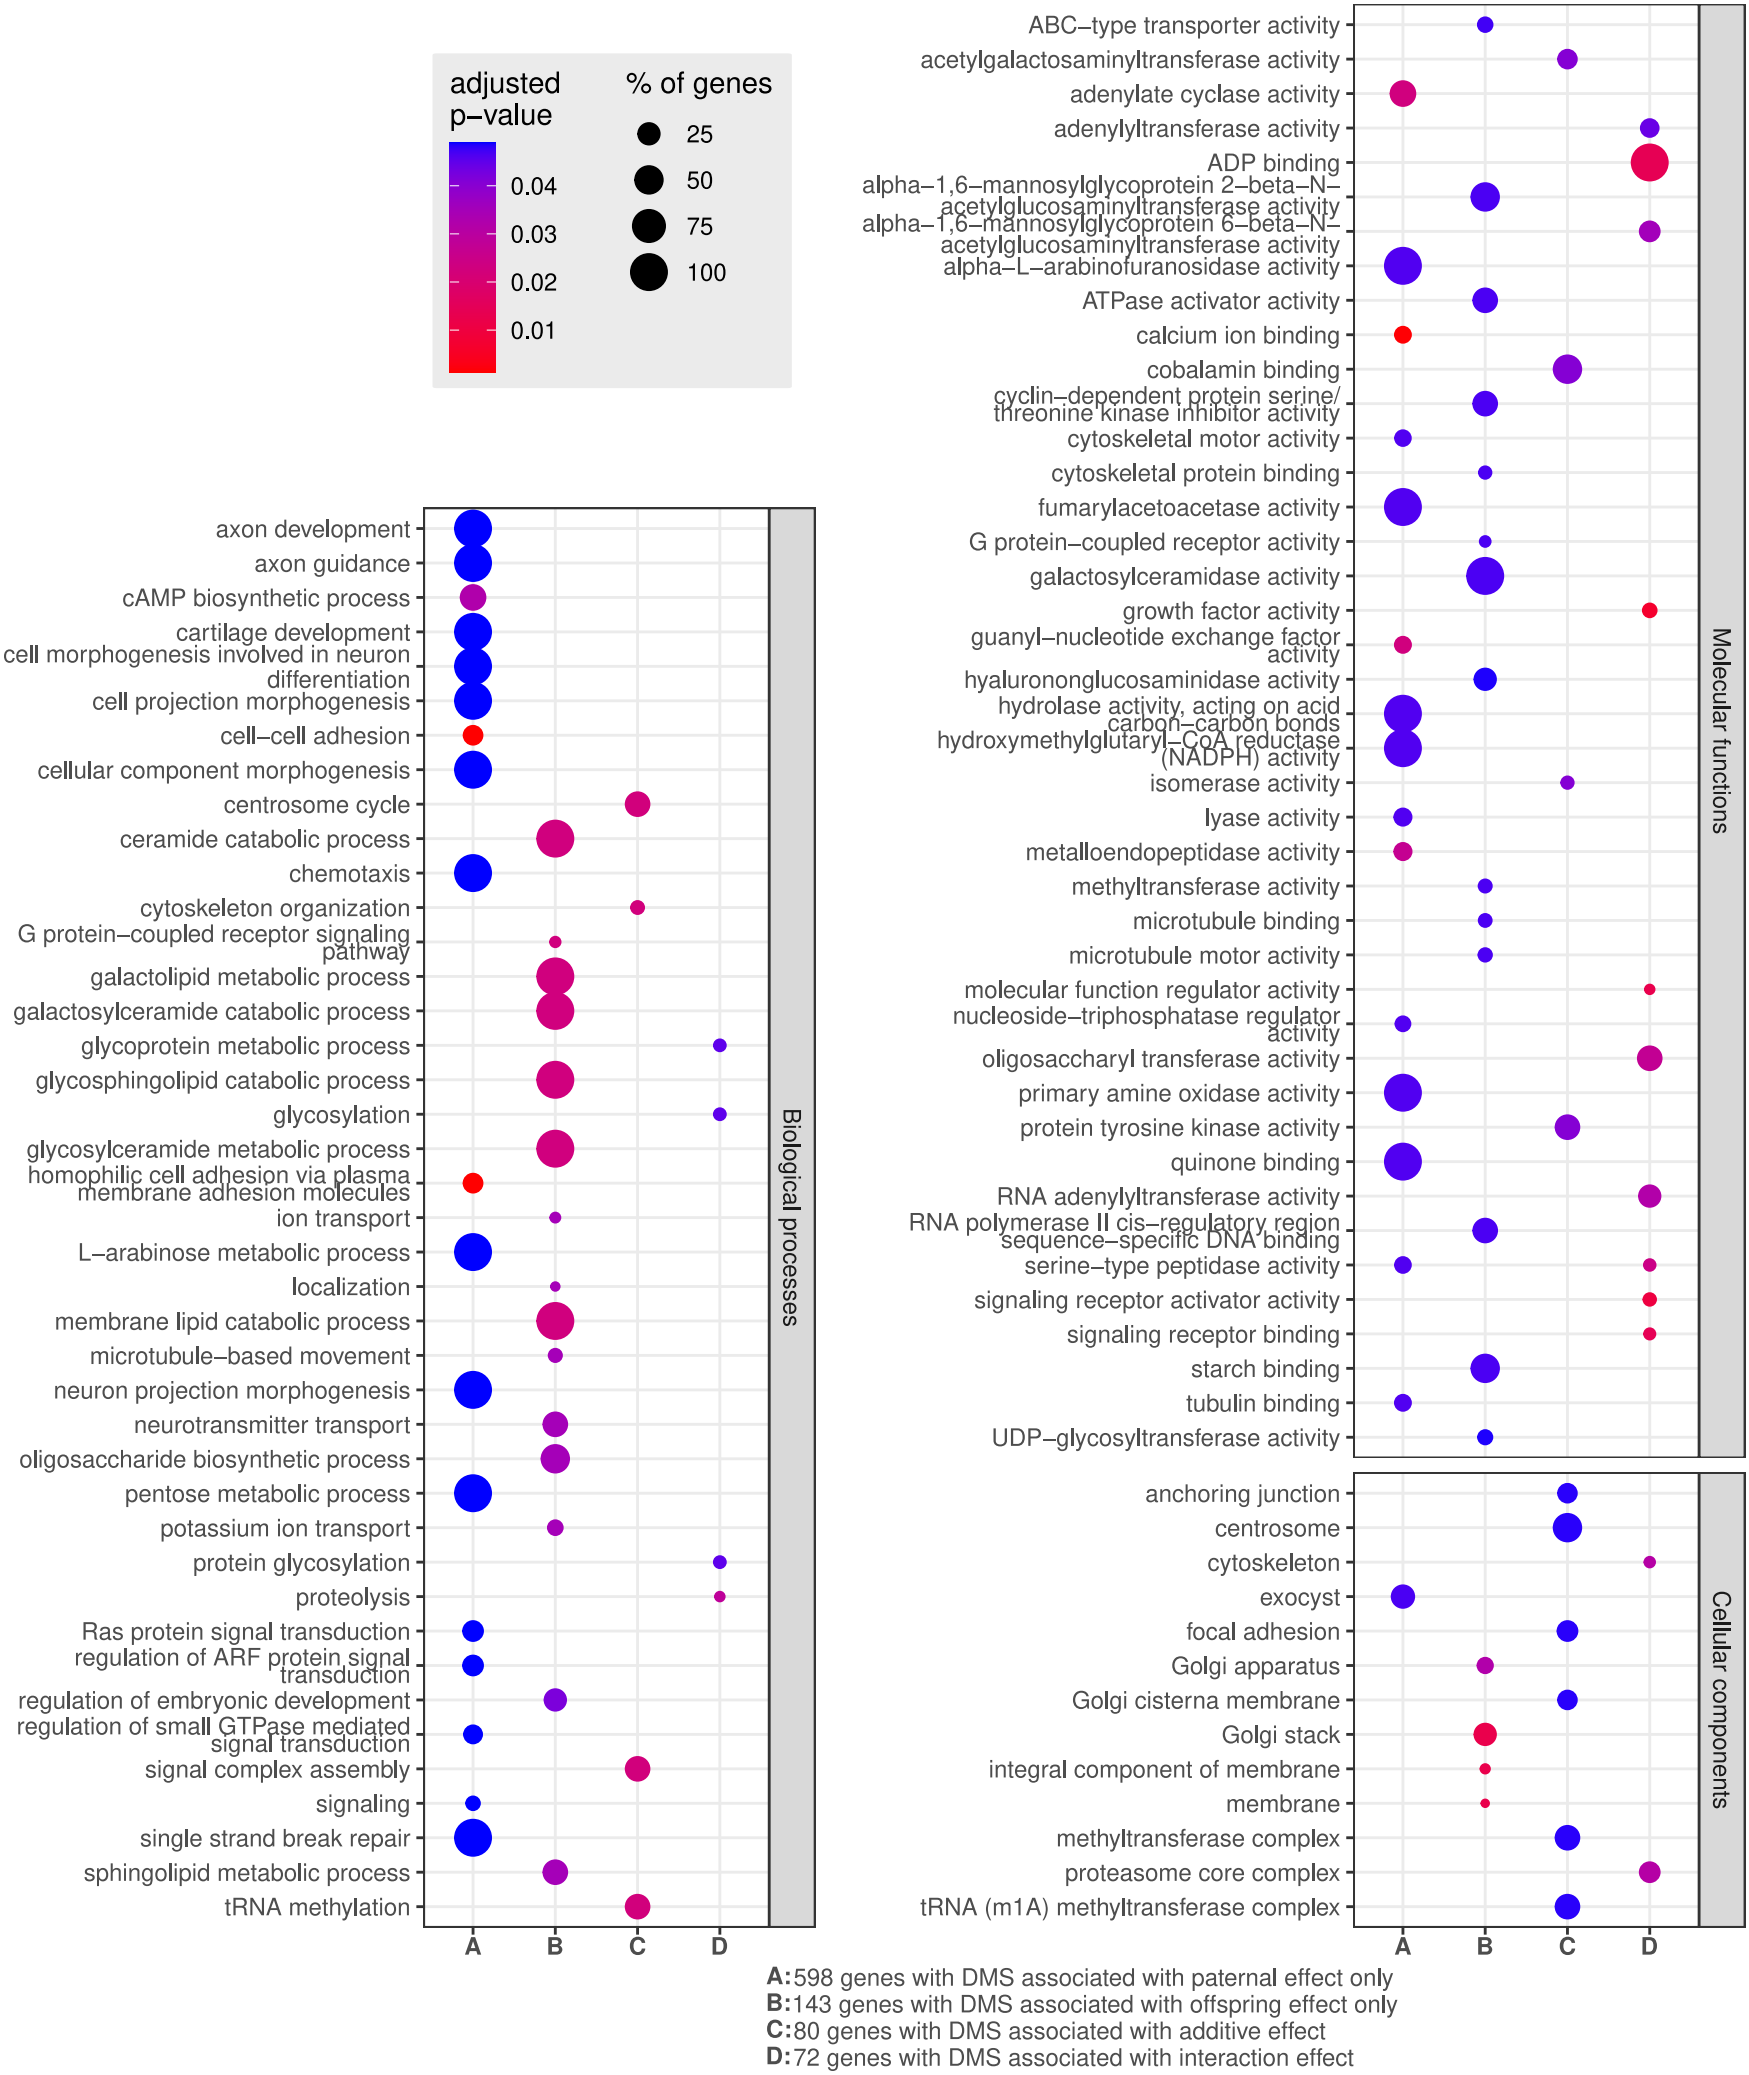 adjusted
p−value
0.04
0.03
0.02
0.01
% of genes
25
50
75
100
axon development
axon guidance
cAMP biosynthetic process
cartilage development
cell morphogenesis involved in neuron
differentiation
cell projection morphogenesis
cell−cell adhesion
cellular component morphogenesis
centrosome cycle
ceramide catabolic process
chemotaxis
cytoskeleton organization
G protein−coupled receptor signaling
pathway
galactolipid metabolic process
galactosylceramide catabolic process
glycoprotein metabolic process
glycosphingolipid catabolic process
glycosylation
glycosylceramide metabolic process
homophilic cell adhesion via plasma
membrane adhesion molecules
ion transport
L−arabinose metabolic process
localization
membrane lipid catabolic process
microtubule−based movement
neuron projection morphogenesis
neurotransmitter transport
oligosaccharide biosynthetic process
pentose metabolic process
potassium ion transport
protein glycosylation
proteolysis
Ras protein signal transduction
regulation of ARF protein signal
transduction
regulation of embryonic development
regulation of small GTPase mediated
signal transduction
signal complex assembly
signaling
single strand break repair
sphingolipid metabolic process
tRNA methylation
Biological processes
A
B
C
D
ABC−type transporter activity
acetylgalactosaminyltransferase activity
adenylate cyclase activity
adenylyltransferase activity
ADP binding
alpha−1,6−mannosylglycoprotein 2−beta−N−
acetylglucosaminyltransferase activity
alpha−1,6−mannosylglycoprotein 6−beta−N−
acetylglucosaminyltransferase activity
alpha−L−arabinofuranosidase activity
ATPase activator activity
calcium ion binding
cobalamin binding
cyclin−dependent protein serine/
threonine kinase inhibitor activity
cytoskeletal motor activity
cytoskeletal protein binding
fumarylacetoacetase activity
G protein−coupled receptor activity
galactosylceramidase activity
growth factor activity
guanyl−nucleotide exchange factor
activity
hyalurononglucosaminidase activity
hydrolase activity, acting on acid
carbon−carbon bonds
hydroxymethylglutaryl−CoA reductase
(NADPH) activity
isomerase activity
lyase activity
metalloendopeptidase activity
methyltransferase activity
microtubule binding
microtubule motor activity
molecular function regulator activity
nucleoside−triphosphatase regulator
activity
oligosaccharyl transferase activity
primary amine oxidase activity
protein tyrosine kinase activity
quinone binding
RNA adenylyltransferase activity
RNA polymerase II cis−regulatory region
sequence−specific DNA binding
serine−type peptidase activity
signaling receptor activator activity
signaling receptor binding
starch binding
tubulin binding
UDP−glycosyltransferase activity
Molecular functions
anchoring junction
centrosome
cytoskeleton
exocyst
focal adhesion
Golgi apparatus
Golgi cisterna membrane
Golgi stack
integral component of membrane
membrane
methyltransferase complex
proteasome core complex
tRNA (m1A) methyltransferase complex
Cellular components
A
B
C
D
A:598 genes with DMS associated with paternal effect only
B:143 genes with DMS associated with offspring effect only
C:80 genes with DMS associated with additive effect
D:72 genes with DMS associated with interaction effect